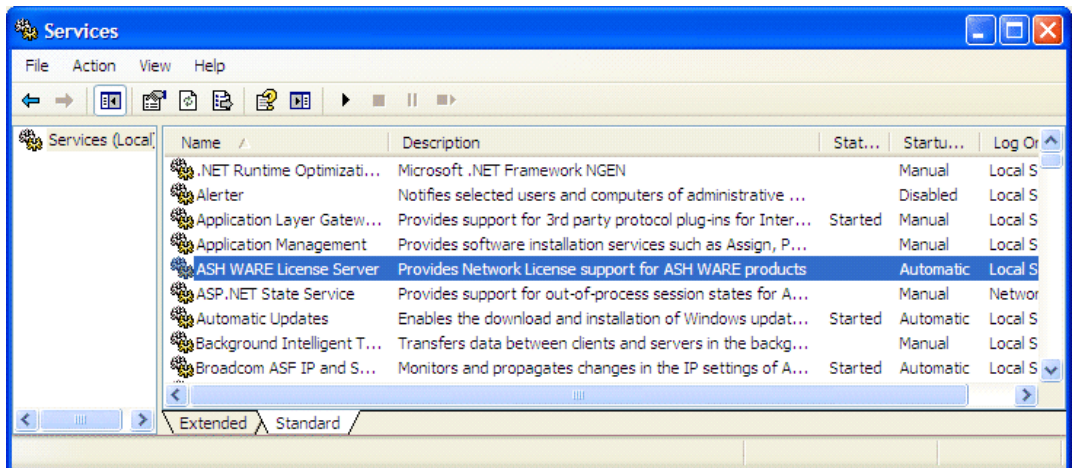 Services
File Action View Help
Services (Local)
Name Description Stat... Startu... Log On
.NET Runtime Optimizati... Microsoft .NET Framework NGEN Manual Local S
Alerter Notifies selected users and computers of administrative ... Disabled Local S
Application Layer Gatew... Provides support for 3rd party protocol plug-ins for Inter... Started Manual Local S
Application Management Provides software installation services such as Assign, P... Manual Local S
ASH WARE License Server Provides Network License support for ASH WARE products Automatic Local S
ASP.NET State Service Provides support for out-of-process session states for A... Manual Networ
Automatic Updates Enables the download and installation of Windows updat... Started Automatic Local S
Background Intelligent T... Transfers data between clients and servers in the backg... Manual Local S
Broadcom ASF IP and S... Monitors and propagates changes in the IP settings of A... Started Automatic Local S
Extended Standard